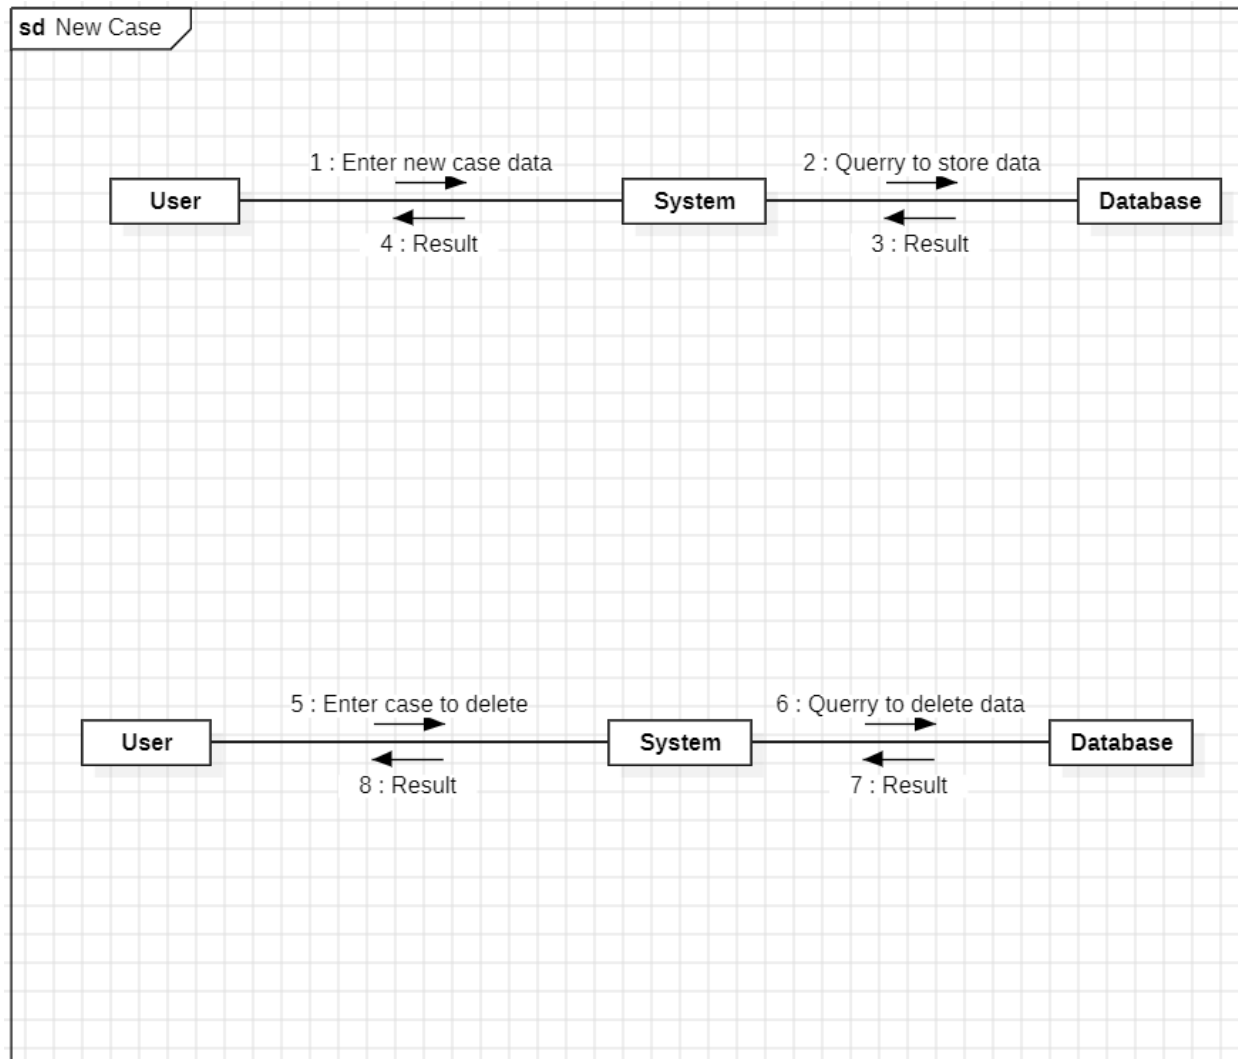 sd New Case
1 : Enter new case data
2 : Querry to store data
User
System
Database
4 : Result
3 : Result
5 : Enter case to delete
6 : Querry to delete data
User
System
Database
8 : Result
7 : Result